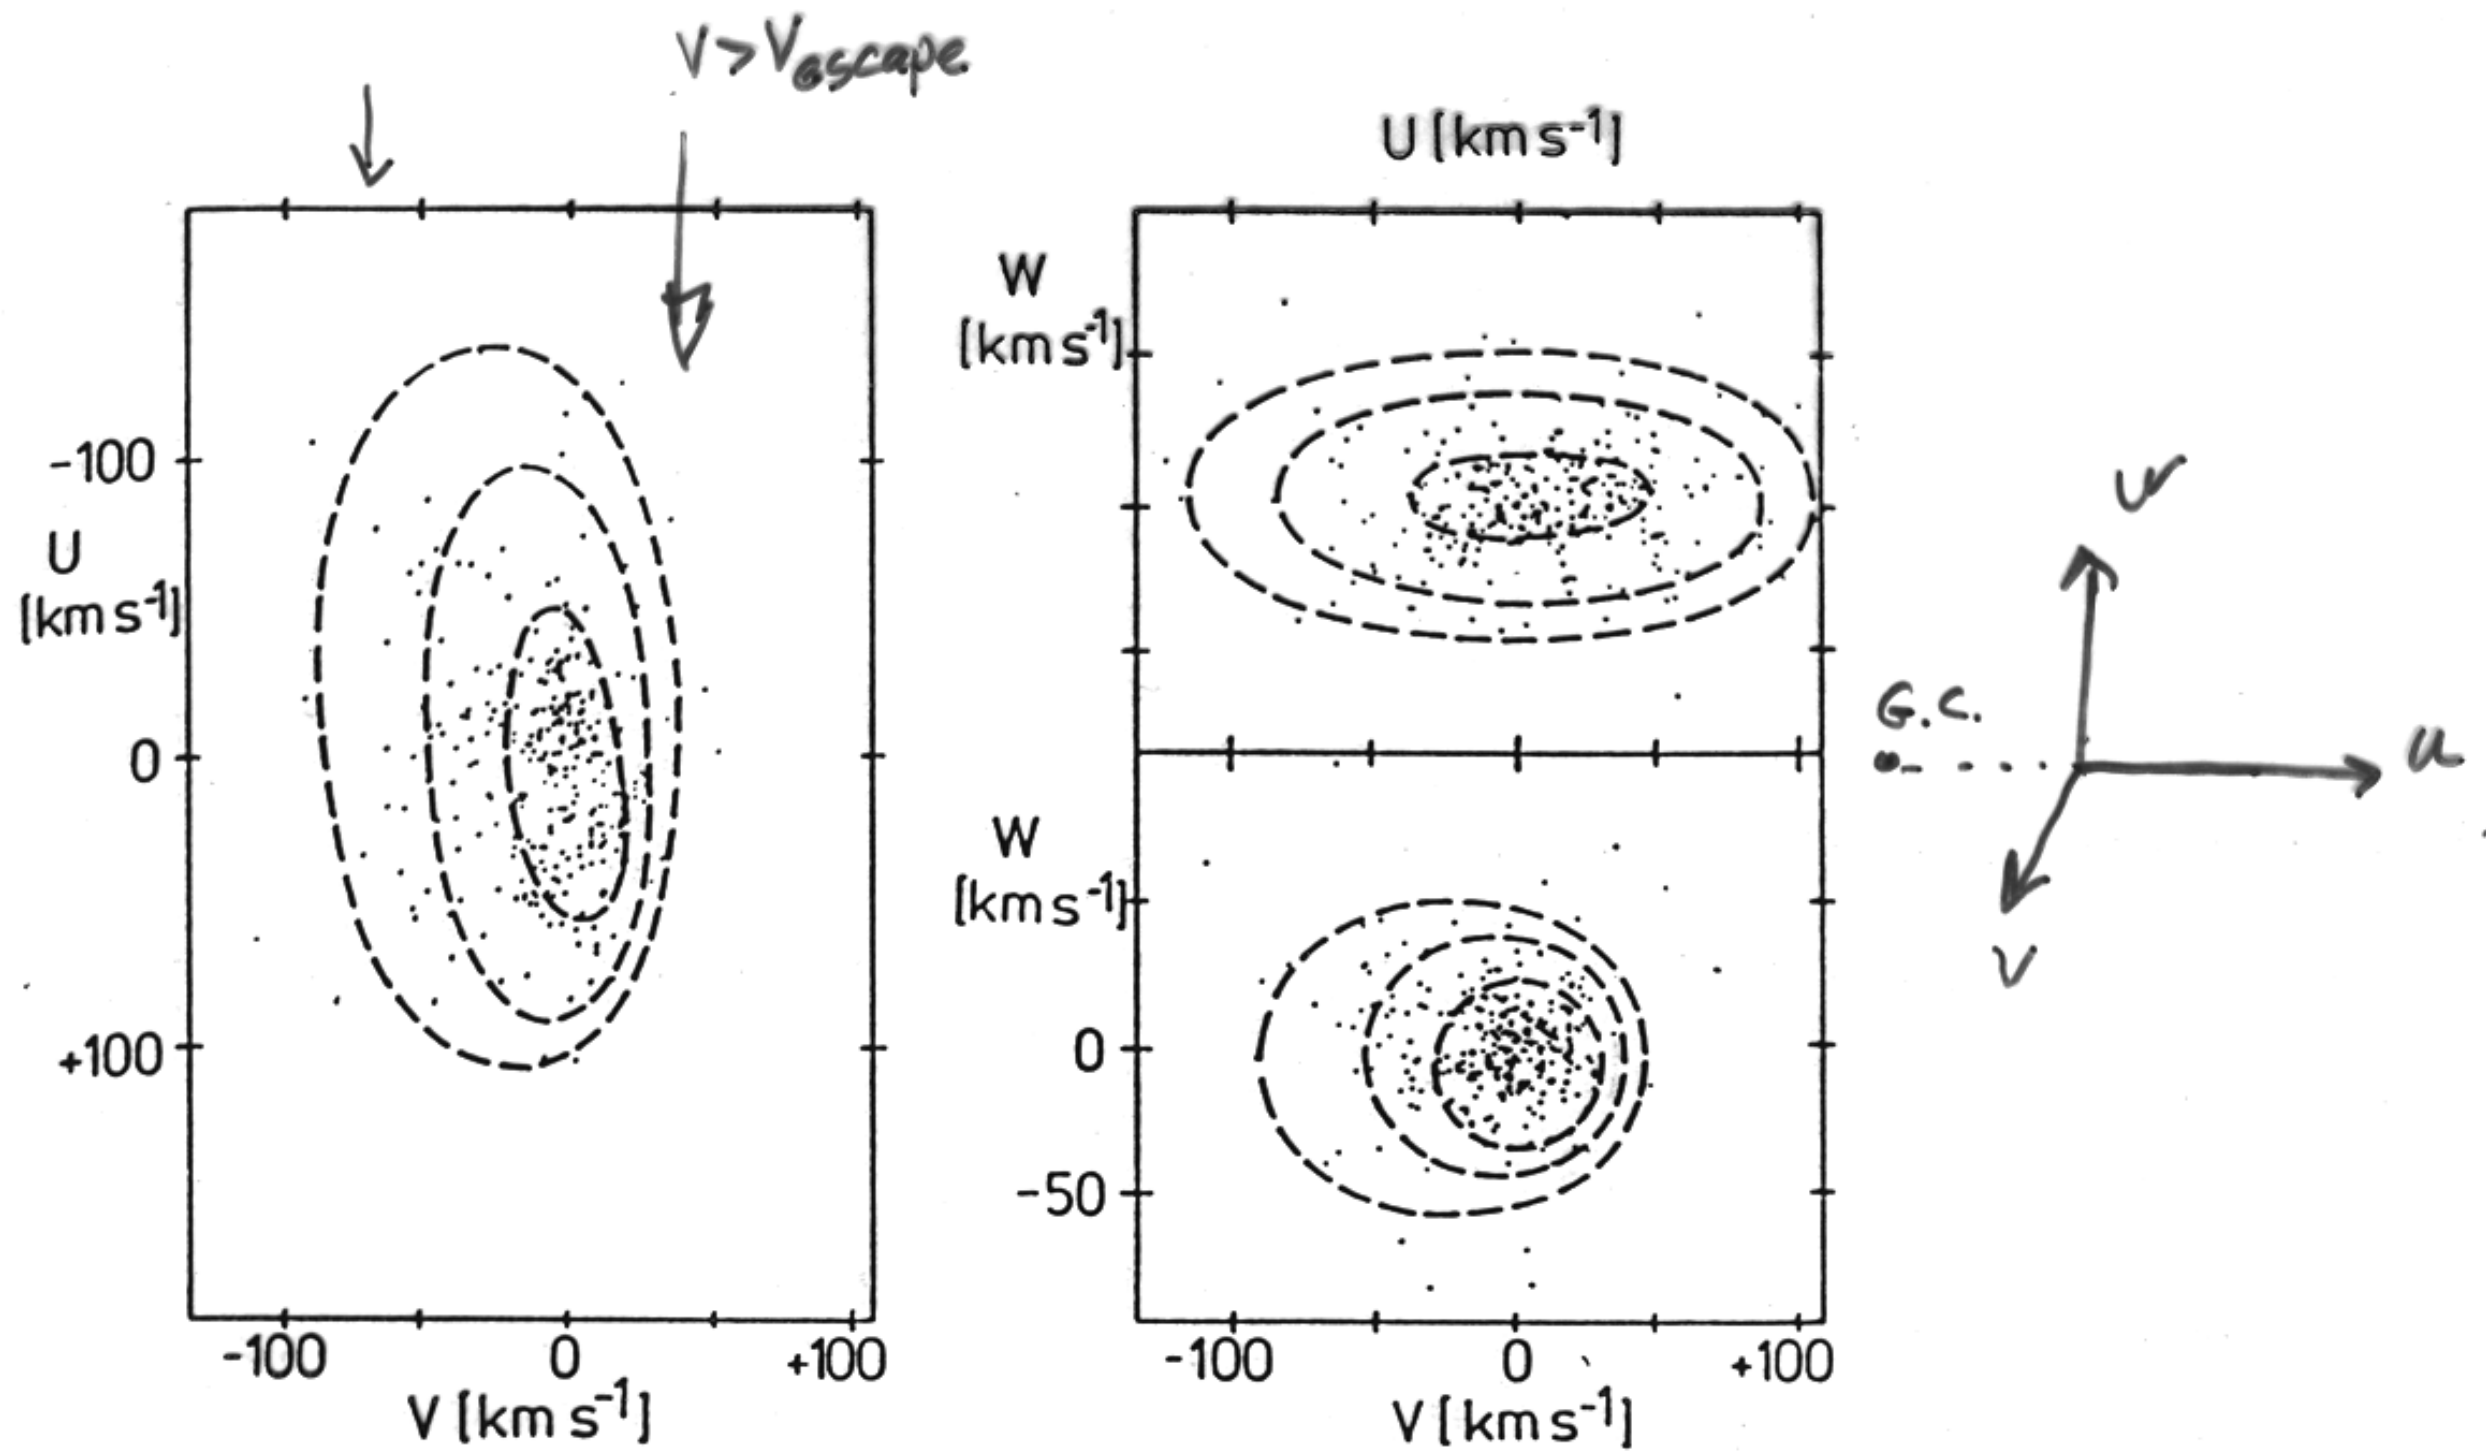 V > Vescape
U [km s-1]
W
[km s-1]
-100
U
[km s-1]
0
+100
-100 0 +100
V [km s-1]
W
[km s-1]
0
-50
-100 0 +100
V [km s-1]
W
G.C.
u
V